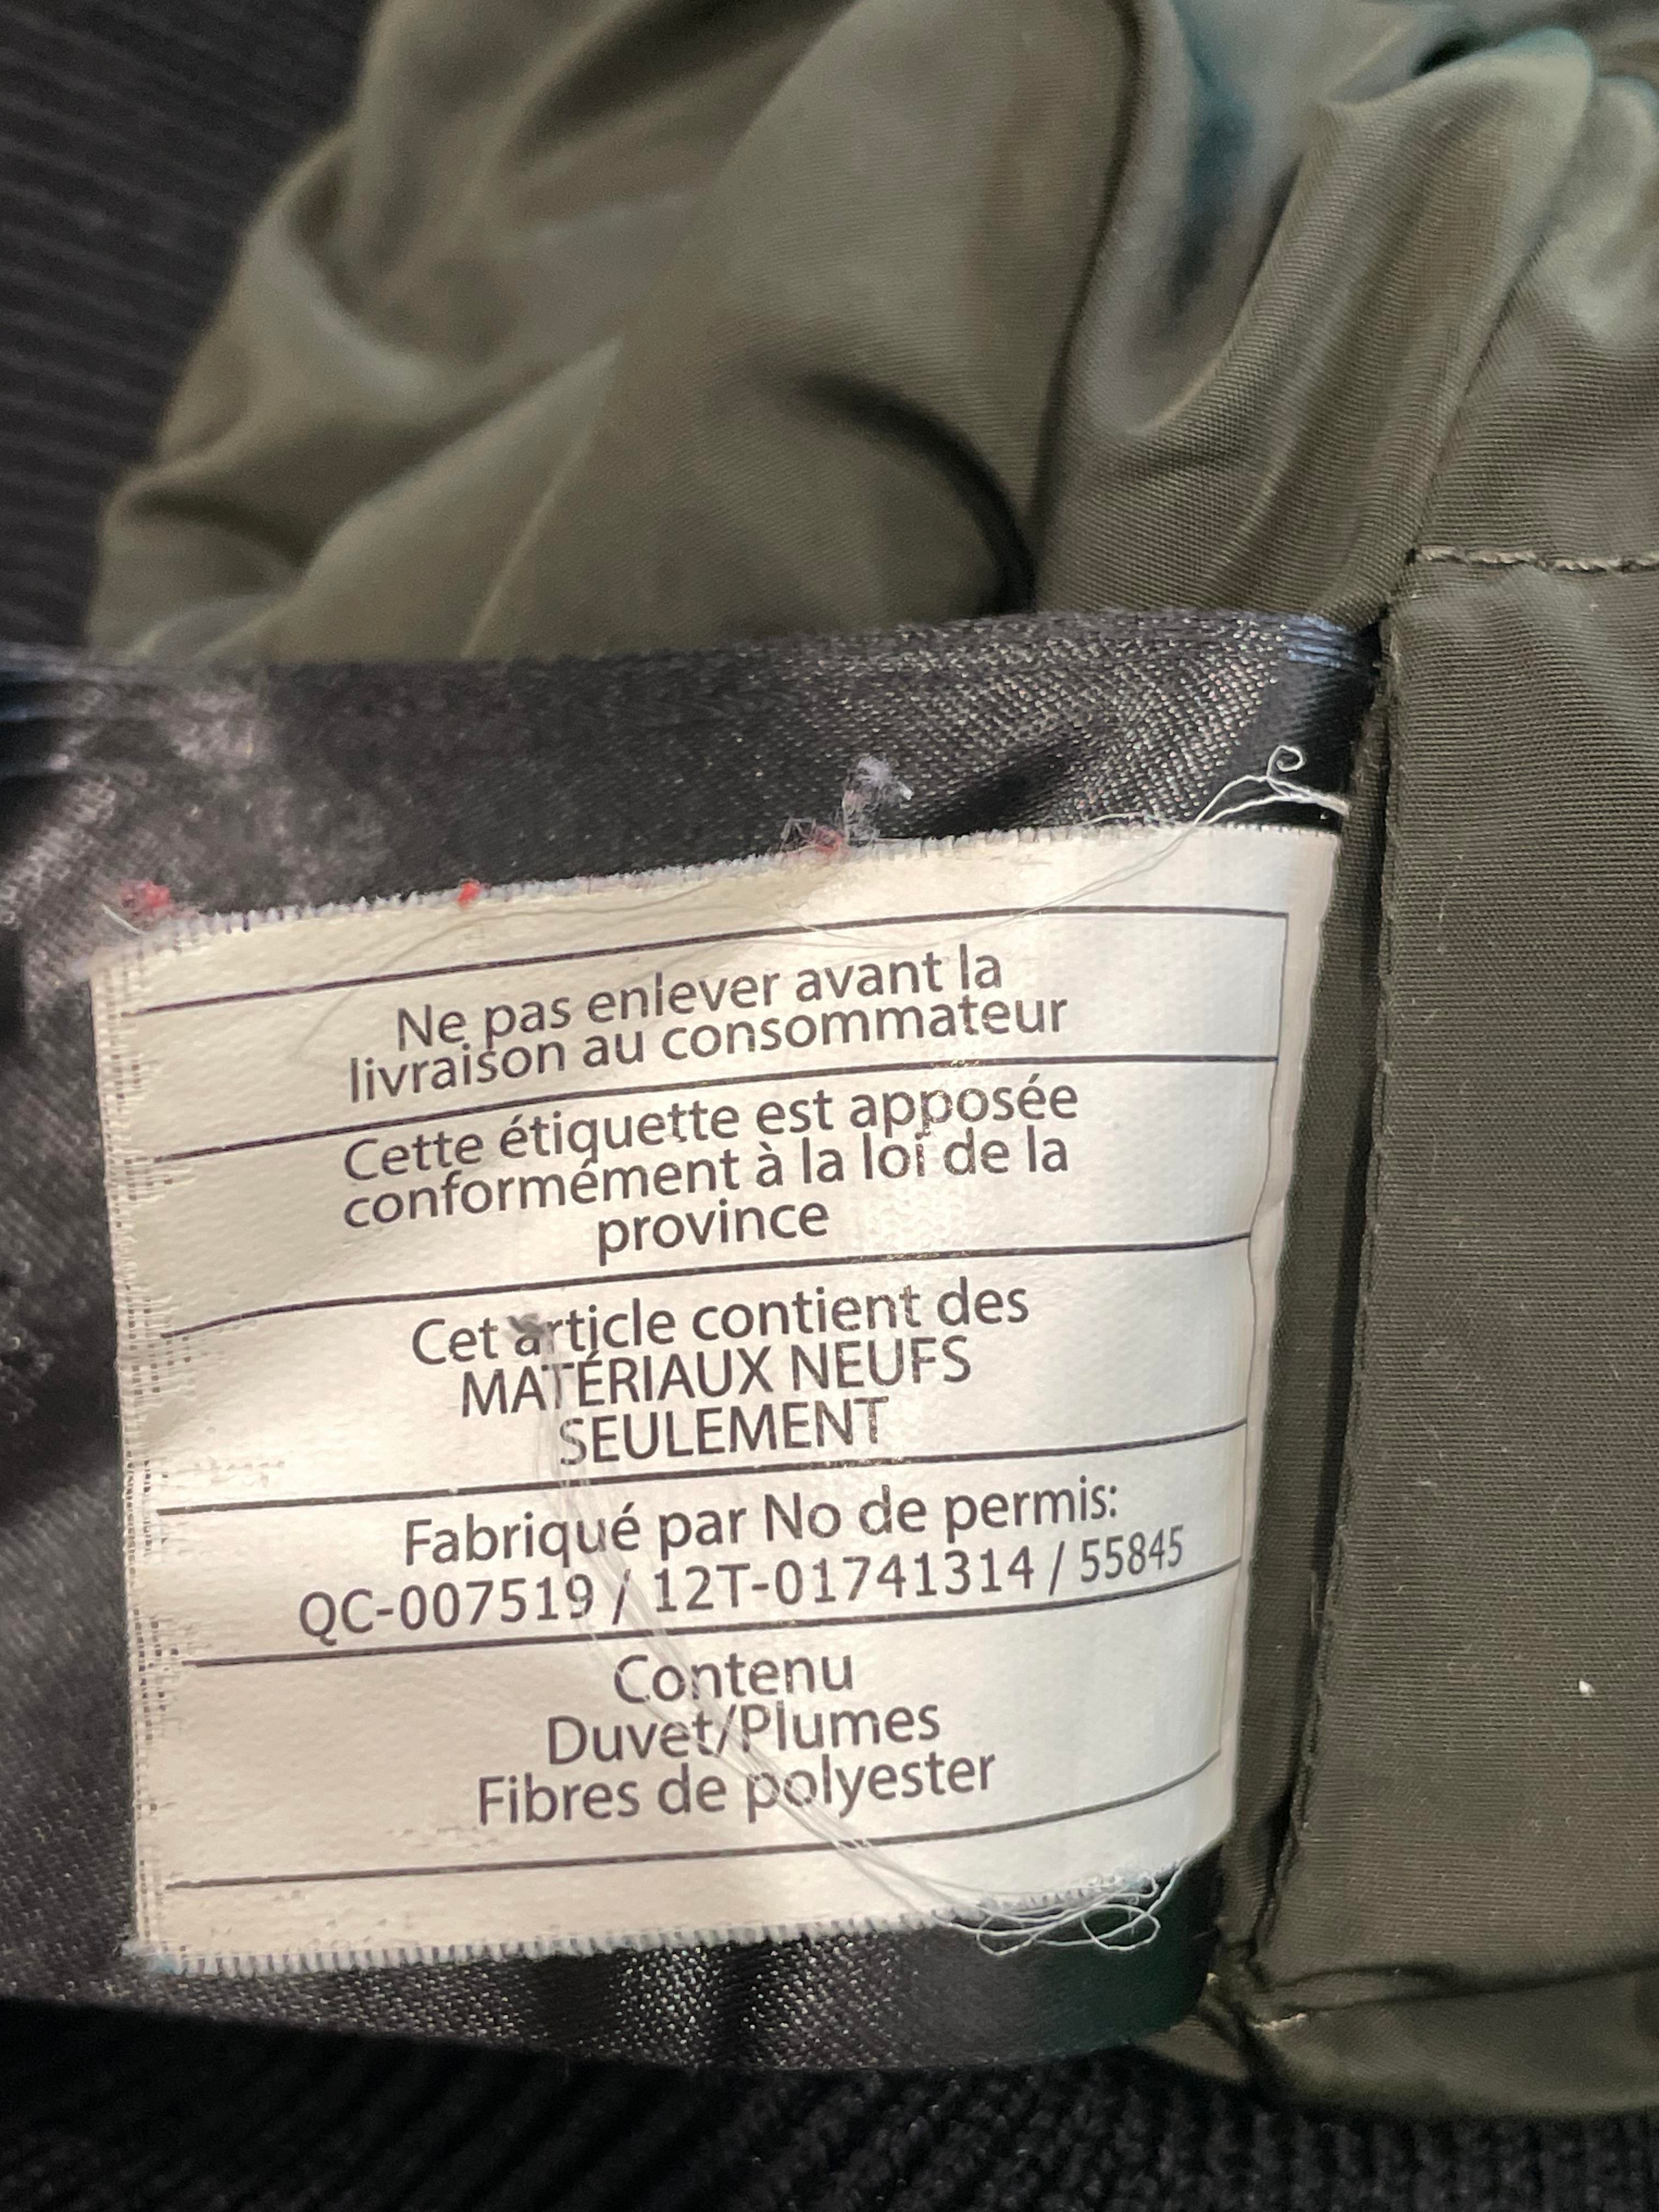 Ne pas enlever avant la
livraison au consommateur
Cette étiquette est apposée
conformément à la loi de la
province
Cet article contient des
MATÉRIAUX NEUFS
SEULEMENT
Fabriqué par No de permis:
QC-007519 / 12T-01741314 / 55845
Contenu
Duvet/Plumes
Fibres de polyester